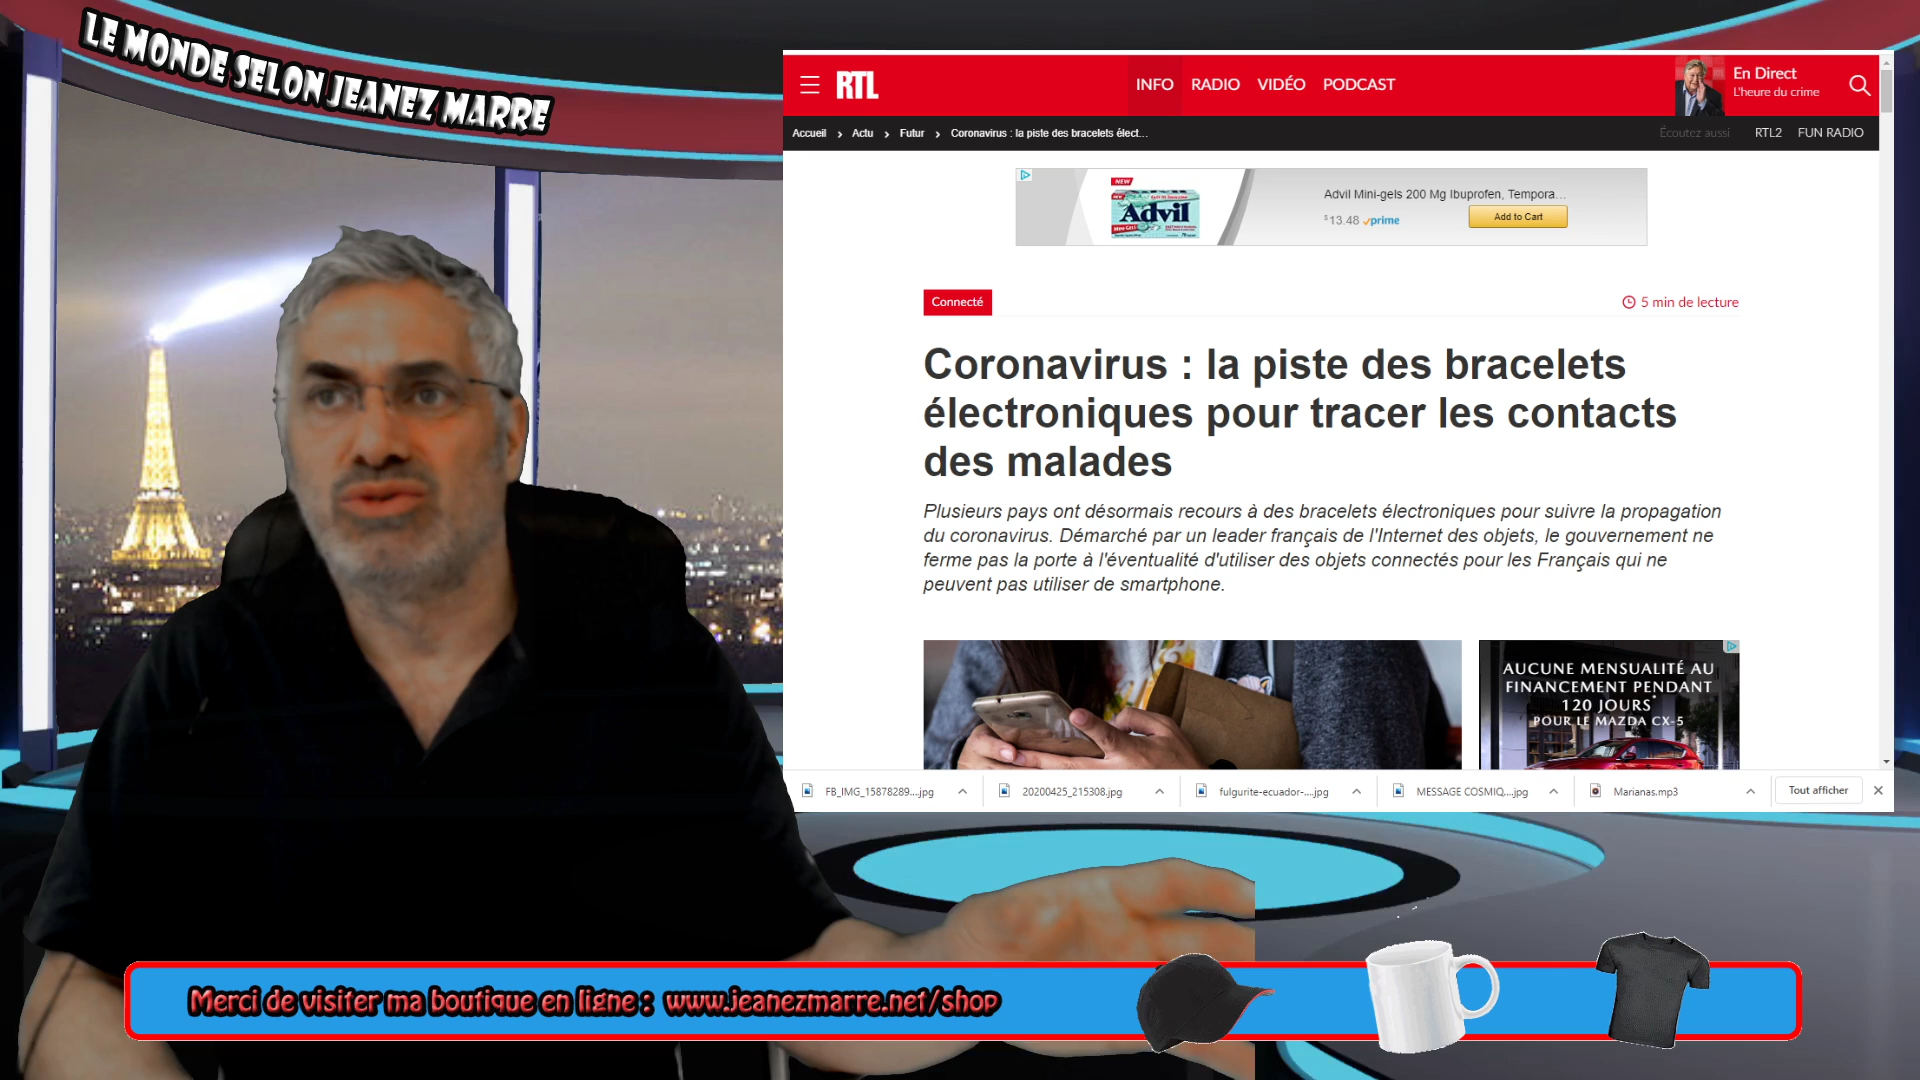 LE MONDE SELON JEANEZ MARRE
RTL
INFO RADIO VIDÉO PODCAST
En Direct
L'heure du crime
Accueil > Actu > Futur > Coronavirus : la piste des bracelets élect...
Écoutez aussi RTL2 FUN RADIO
NEW
Advil
Advil Mini-gels 200 Mg Ibuprofen, Tempora...
$13.48 prime
Add to Cart
Connecté
5 min de lecture
Coronavirus : la piste des bracelets
électroniques pour tracer les contacts
des malades
Plusieurs pays ont désormais recours à des bracelets électroniques pour suivre la propagation
du coronavirus. Démarché par un leader français de l'Internet des objets, le gouvernement ne
ferme pas la porte à l'éventualité d'utiliser des objets connectés pour les Français qui ne
peuvent pas utiliser de smartphone.
AUCUNE MENSUALITÉ AU
FINANCEMENT PENDANT
120 JOURS*
POUR LE MAZDA CX-5
FB_IMG_15878289....jpg
20200425_215308.jpg
fulgurite-ecuador-....jpg
MESSAGE COSMIQ....jpg
Marianas.mp3
Tout afficher
Merci de visiter ma boutique en ligne : www.jeanezmarre.net/shop